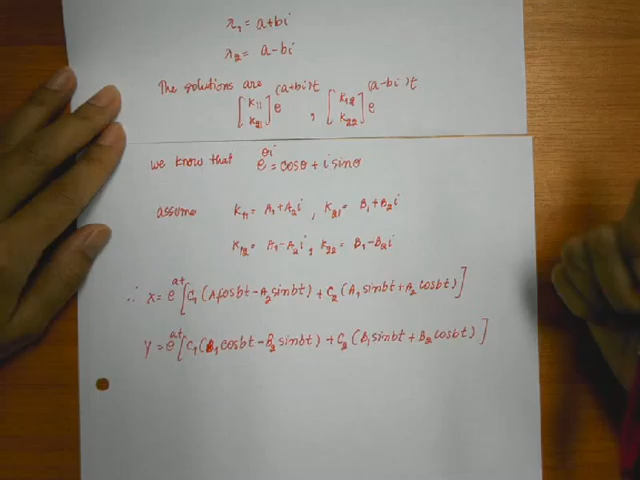 λ₁ = a+bi
λ₂ = a-bi
The solutions are [k₁₁ k₂₁] e^(a+bi)t , [k₁₂ k₂₂] e^(a-bi)t
we know that e^θi = cosθ + i sinθ
assume k₁₁ = A₁+A₂i , k₂₁ = B₁+B₂i
k₁₂ = A₁-A₂i , k₂₂ = B₁-B₂i
∴ x = e^at [C₁(A₁cosbt-A₂sinbt) + C₂(A₁sinbt+A₂cosbt)]
y = e^at [C₁(B₁cosbt-B₂sinbt) + C₂(B₁sinbt+B₂cosbt)]